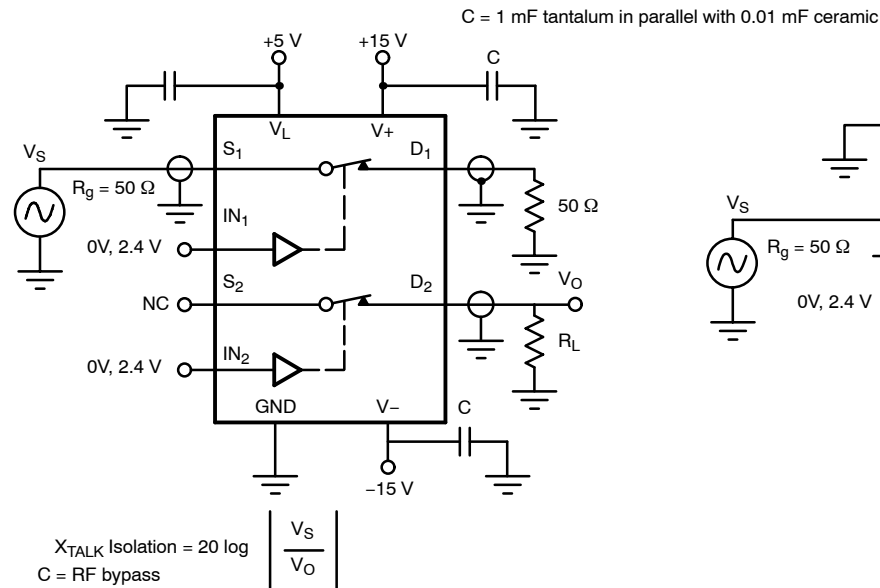 C = 1 mF tantalum in parallel with 0.01 mF ceramic
+5 V
+15 V
C
V_L
V+
V_S
S_1
D_1
R_g = 50 Ω
50 Ω
IN_1
0V, 2.4 V
S_2
D_2
V_O
NC
R_L
IN_2
0V, 2.4 V
GND
V−
C
−15 V
X_TALK Isolation = 20 log | V_S / V_O |
C = RF bypass
V_S
R_g = 50 Ω
0V, 2.4 V